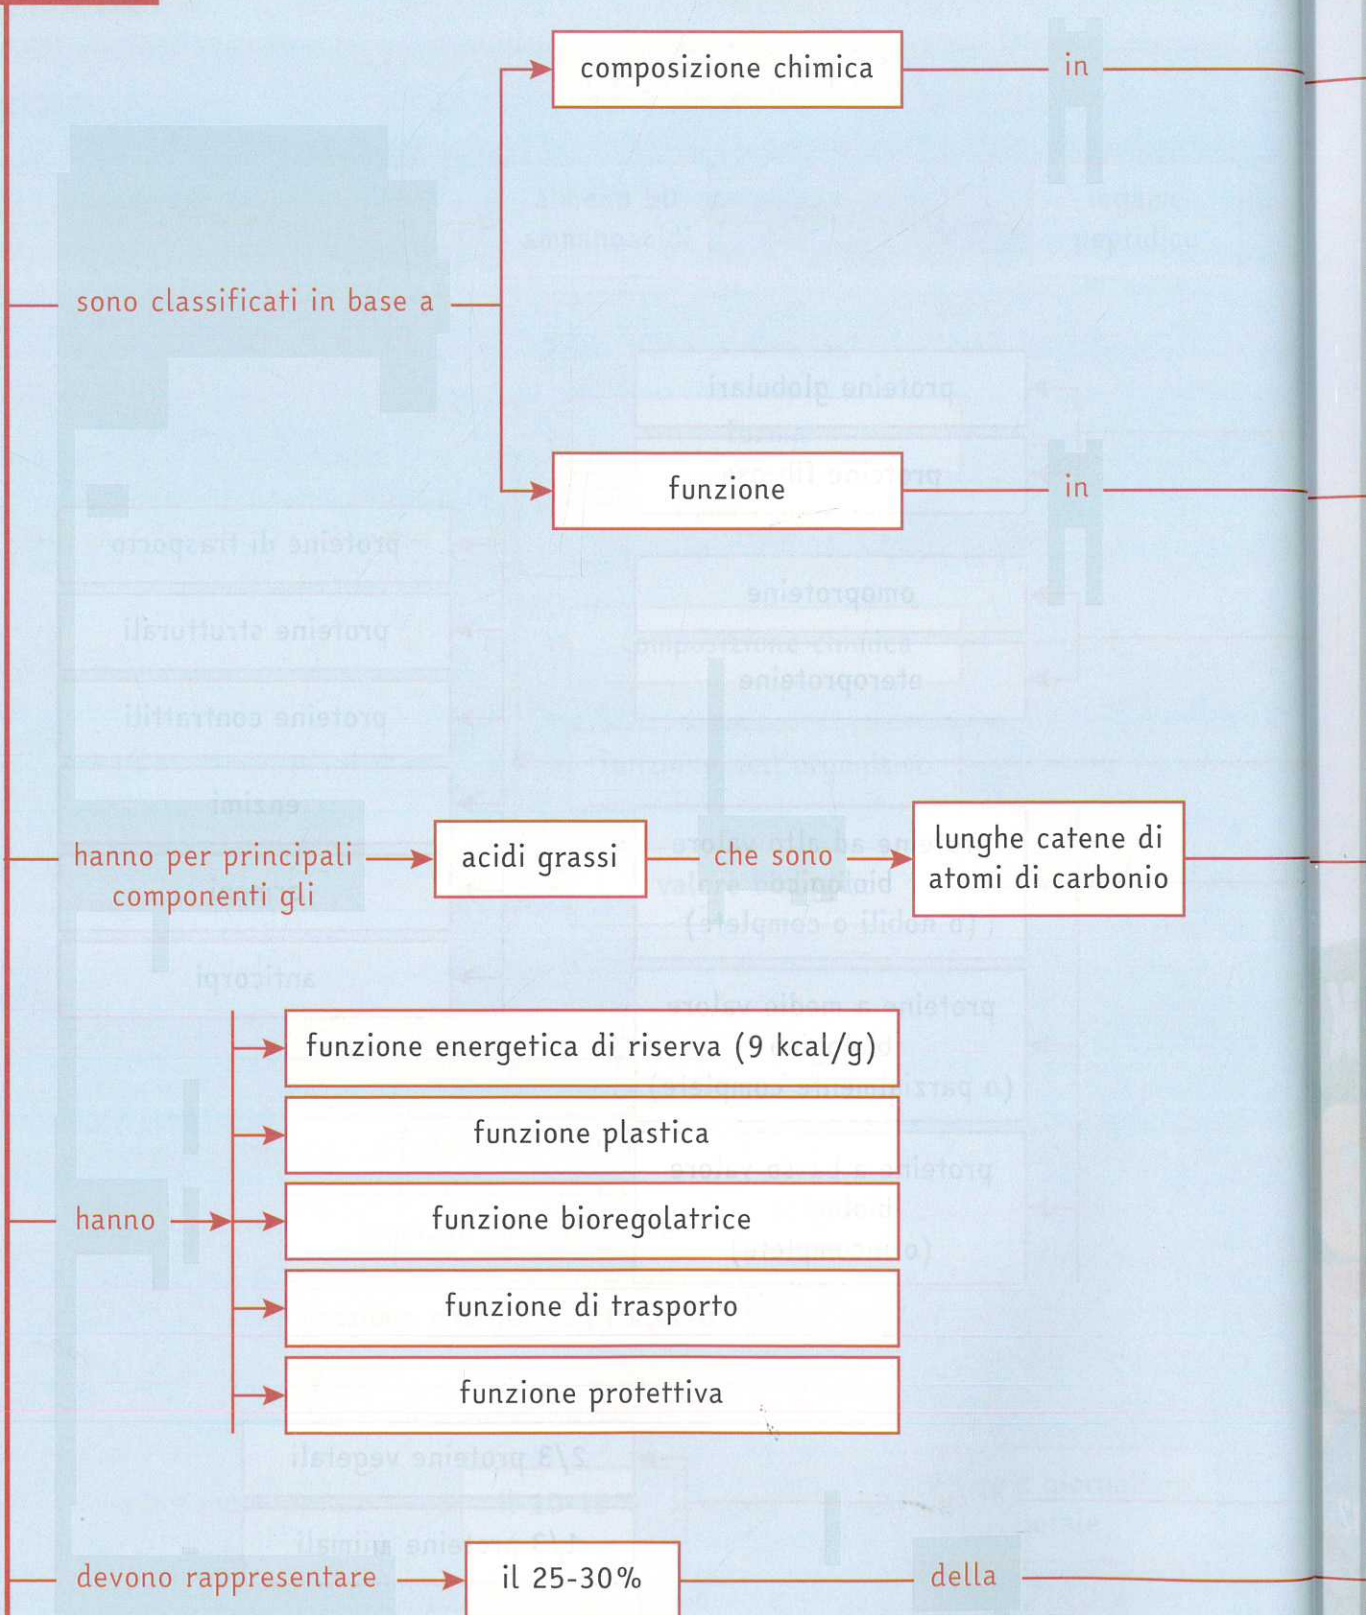 composizione chimica
in
sono classificati in base a
funzione
in
hanno per principali
componenti gli
acidi grassi
che sono
lunghe catene di
atomi di carbonio
hanno
funzione energetica di riserva (9 kcal/g)
funzione plastica
funzione bioregolatrice
funzione di trasporto
funzione protettiva
devono rappresentare
il 25-30%
della